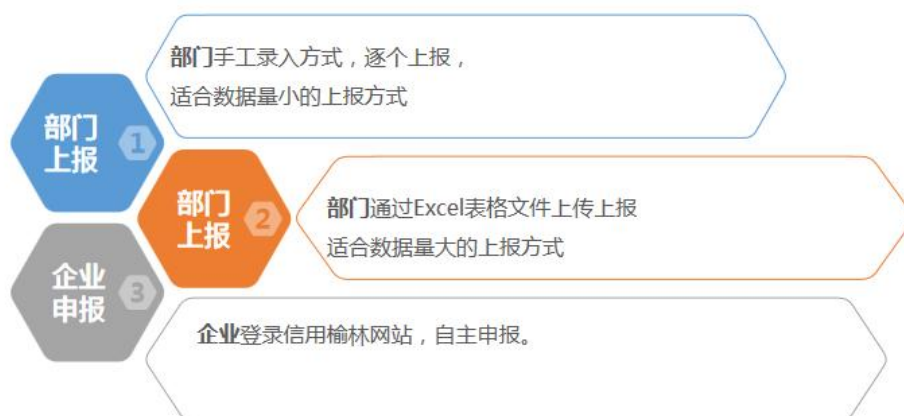 部门手工录入方式，逐个上报，
适合数据量小的上报方式
部门
上报
1
部门
上报
2
部门通过Excel表格文件上传上报
适合数据量大的上报方式
企业
申报
3
企业登录信用榆林网站，自主申报。